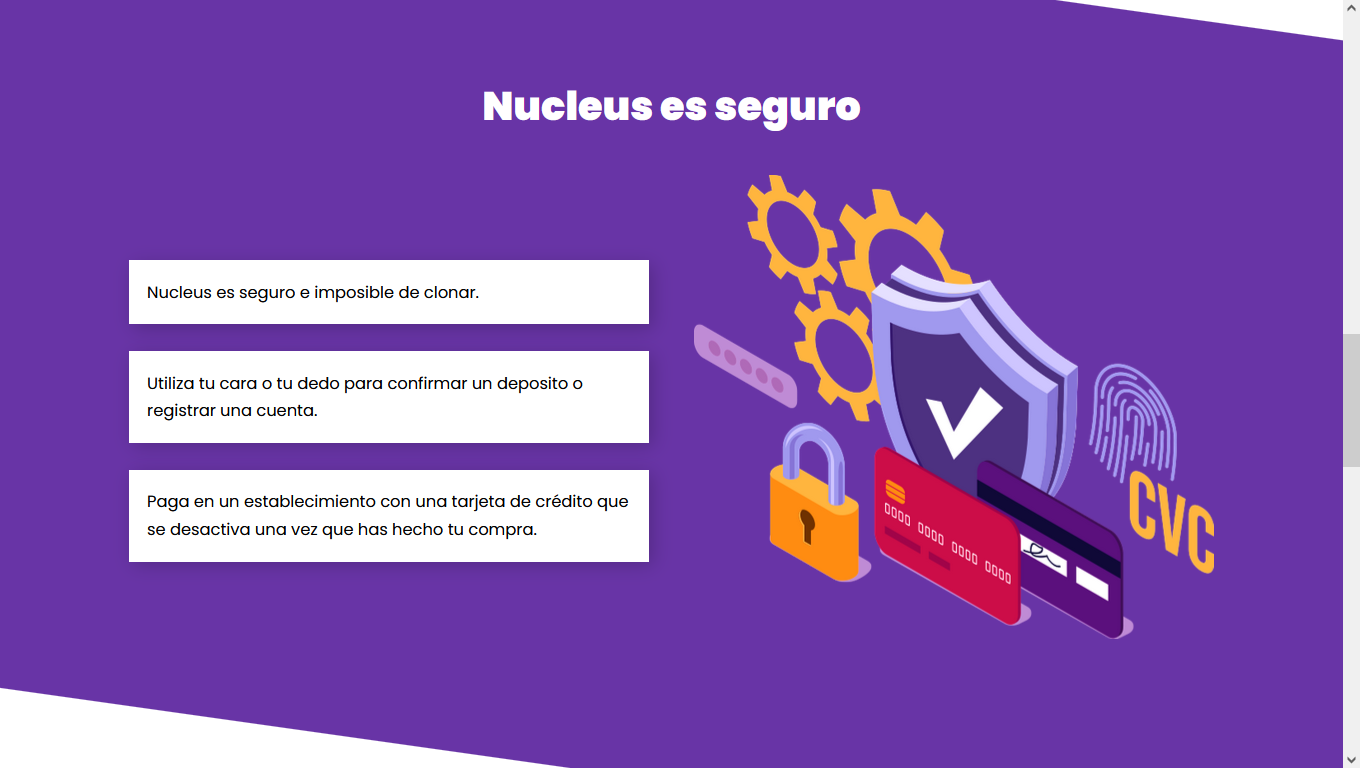 Nucleus es seguro
Nucleus es seguro e imposible de clonar.
Utiliza tu cara o tu dedo para confirmar un deposito o
registrar una cuenta.
Paga en un establecimiento con una tarjeta de crédito que
se desactiva una vez que has hecho tu compra.
0000 0000 0000 0000
CVC